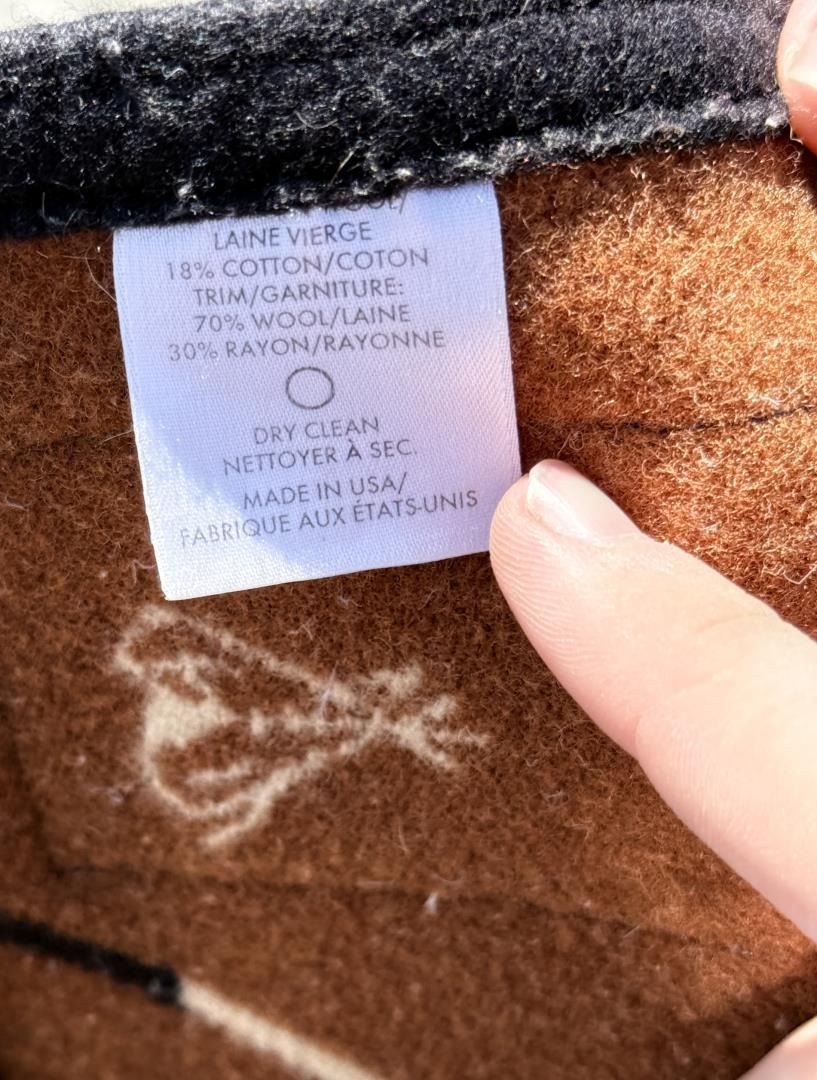 LAINE VIERGE
18% COTTON/COTON
TRIM/GARNITURE:
70% WOOL/LAINE
30% RAYON/RAYONNE
DRY CLEAN
NETTOYER À SEC.
MADE IN USA/
FABRIQUE AUX ÉTATS-UNIS